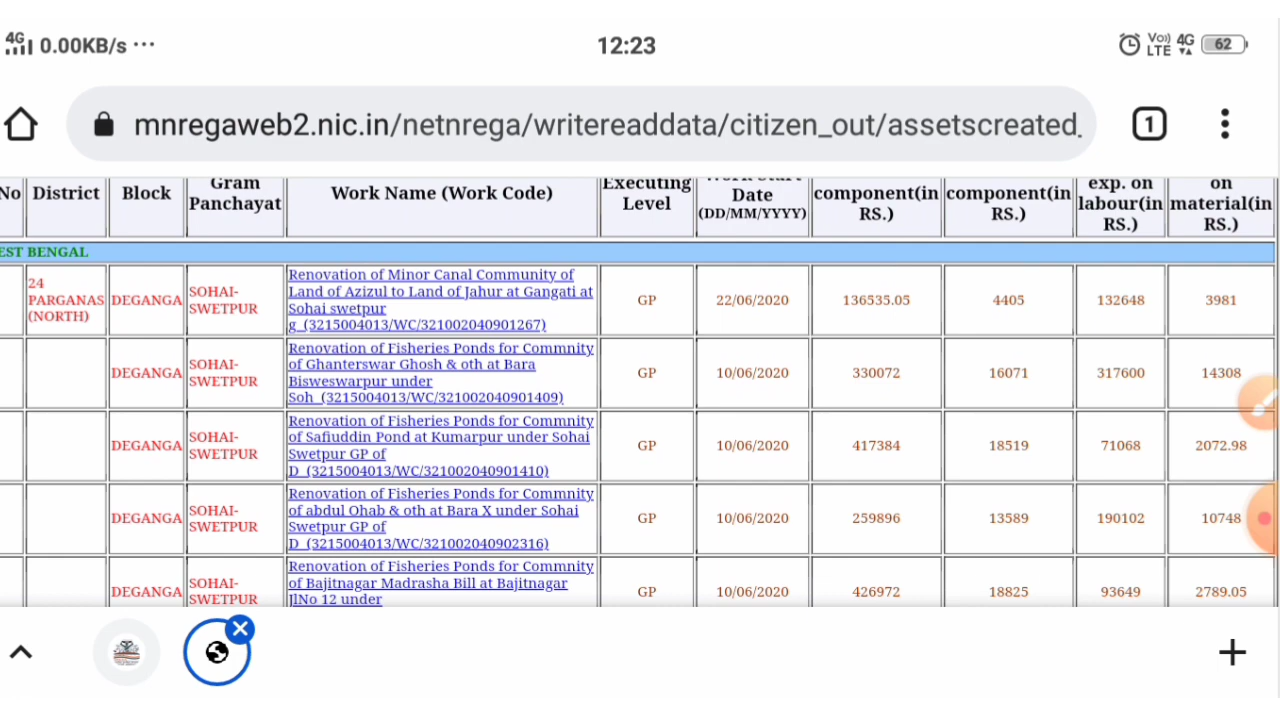 4G 0.00KB/s ··· 12:23 Vo)) LTE 4G 62
mnregaweb2.nic.in/netnrega/writereaddata/citizen_out/assetscreated_ 1
No District Block Gram Panchayat Work Name (Work Code) Executing Level Date (DD/MM/YYYY) component(in RS.) component(in RS.) exp. on labour(in RS.) on material(in RS.)
EST BENGAL
24 PARGANAS (NORTH) DEGANGA SOHAI-SWETPUR Renovation of Minor Canal Community of Land of Azizul to Land of Jahur at Gangati at Sohai swetpur g (3215004013/WC/321002040901267) GP 22/06/2020 136535.05 4405 132648 3981
DEGANGA SOHAI-SWETPUR Renovation of Fisheries Ponds for Commnity of Ghanterswar Ghosh & oth at Bara Bisweswarpur under Soh (3215004013/WC/321002040901409) GP 10/06/2020 330072 16071 317600 14308
DEGANGA SOHAI-SWETPUR Renovation of Fisheries Ponds for Commnity of Safiuddin Pond at Kumarpur under Sohai Swetpur GP of D (3215004013/WC/321002040901410) GP 10/06/2020 417384 18519 71068 2072.98
DEGANGA SOHAI-SWETPUR Renovation of Fisheries Ponds for Commnity of abdul Ohab & oth at Bara X under Sohai Swetpur GP of D (3215004013/WC/321002040902316) GP 10/06/2020 259896 13589 190102 10748
DEGANGA SOHAI-SWETPUR Renovation of Fisheries Ponds for Commnity of Bajitnagar Madrasha Bill at Bajitnagar JlNo 12 under GP 10/06/2020 426972 18825 93649 2789.05